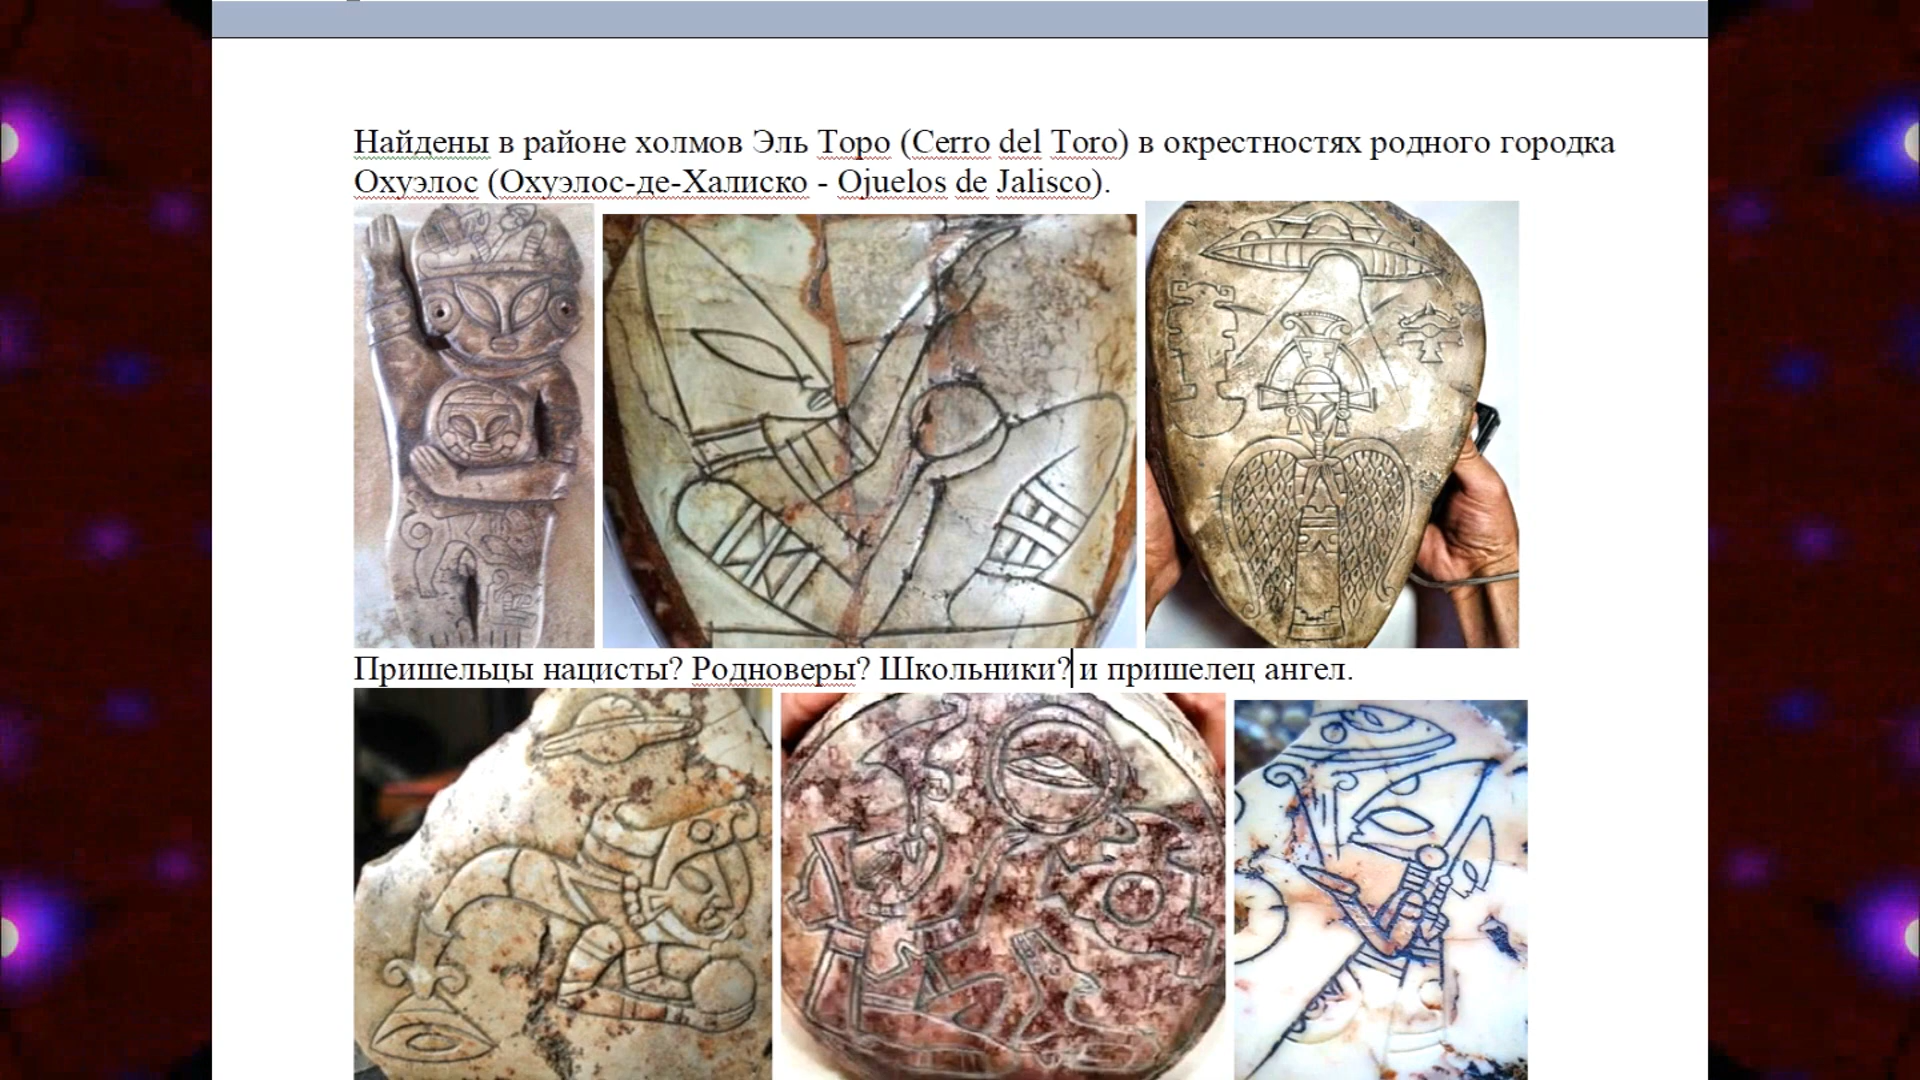 Найдены в районе холмов Эль Торо (Cerro del Toro) в окрестностях родного городка
Охуэлос (Охуэлос-де-Халиско - Ojuelos de Jalisco).
Пришельцы нацисты? Родноверы? Школьники? и пришелец ангел.